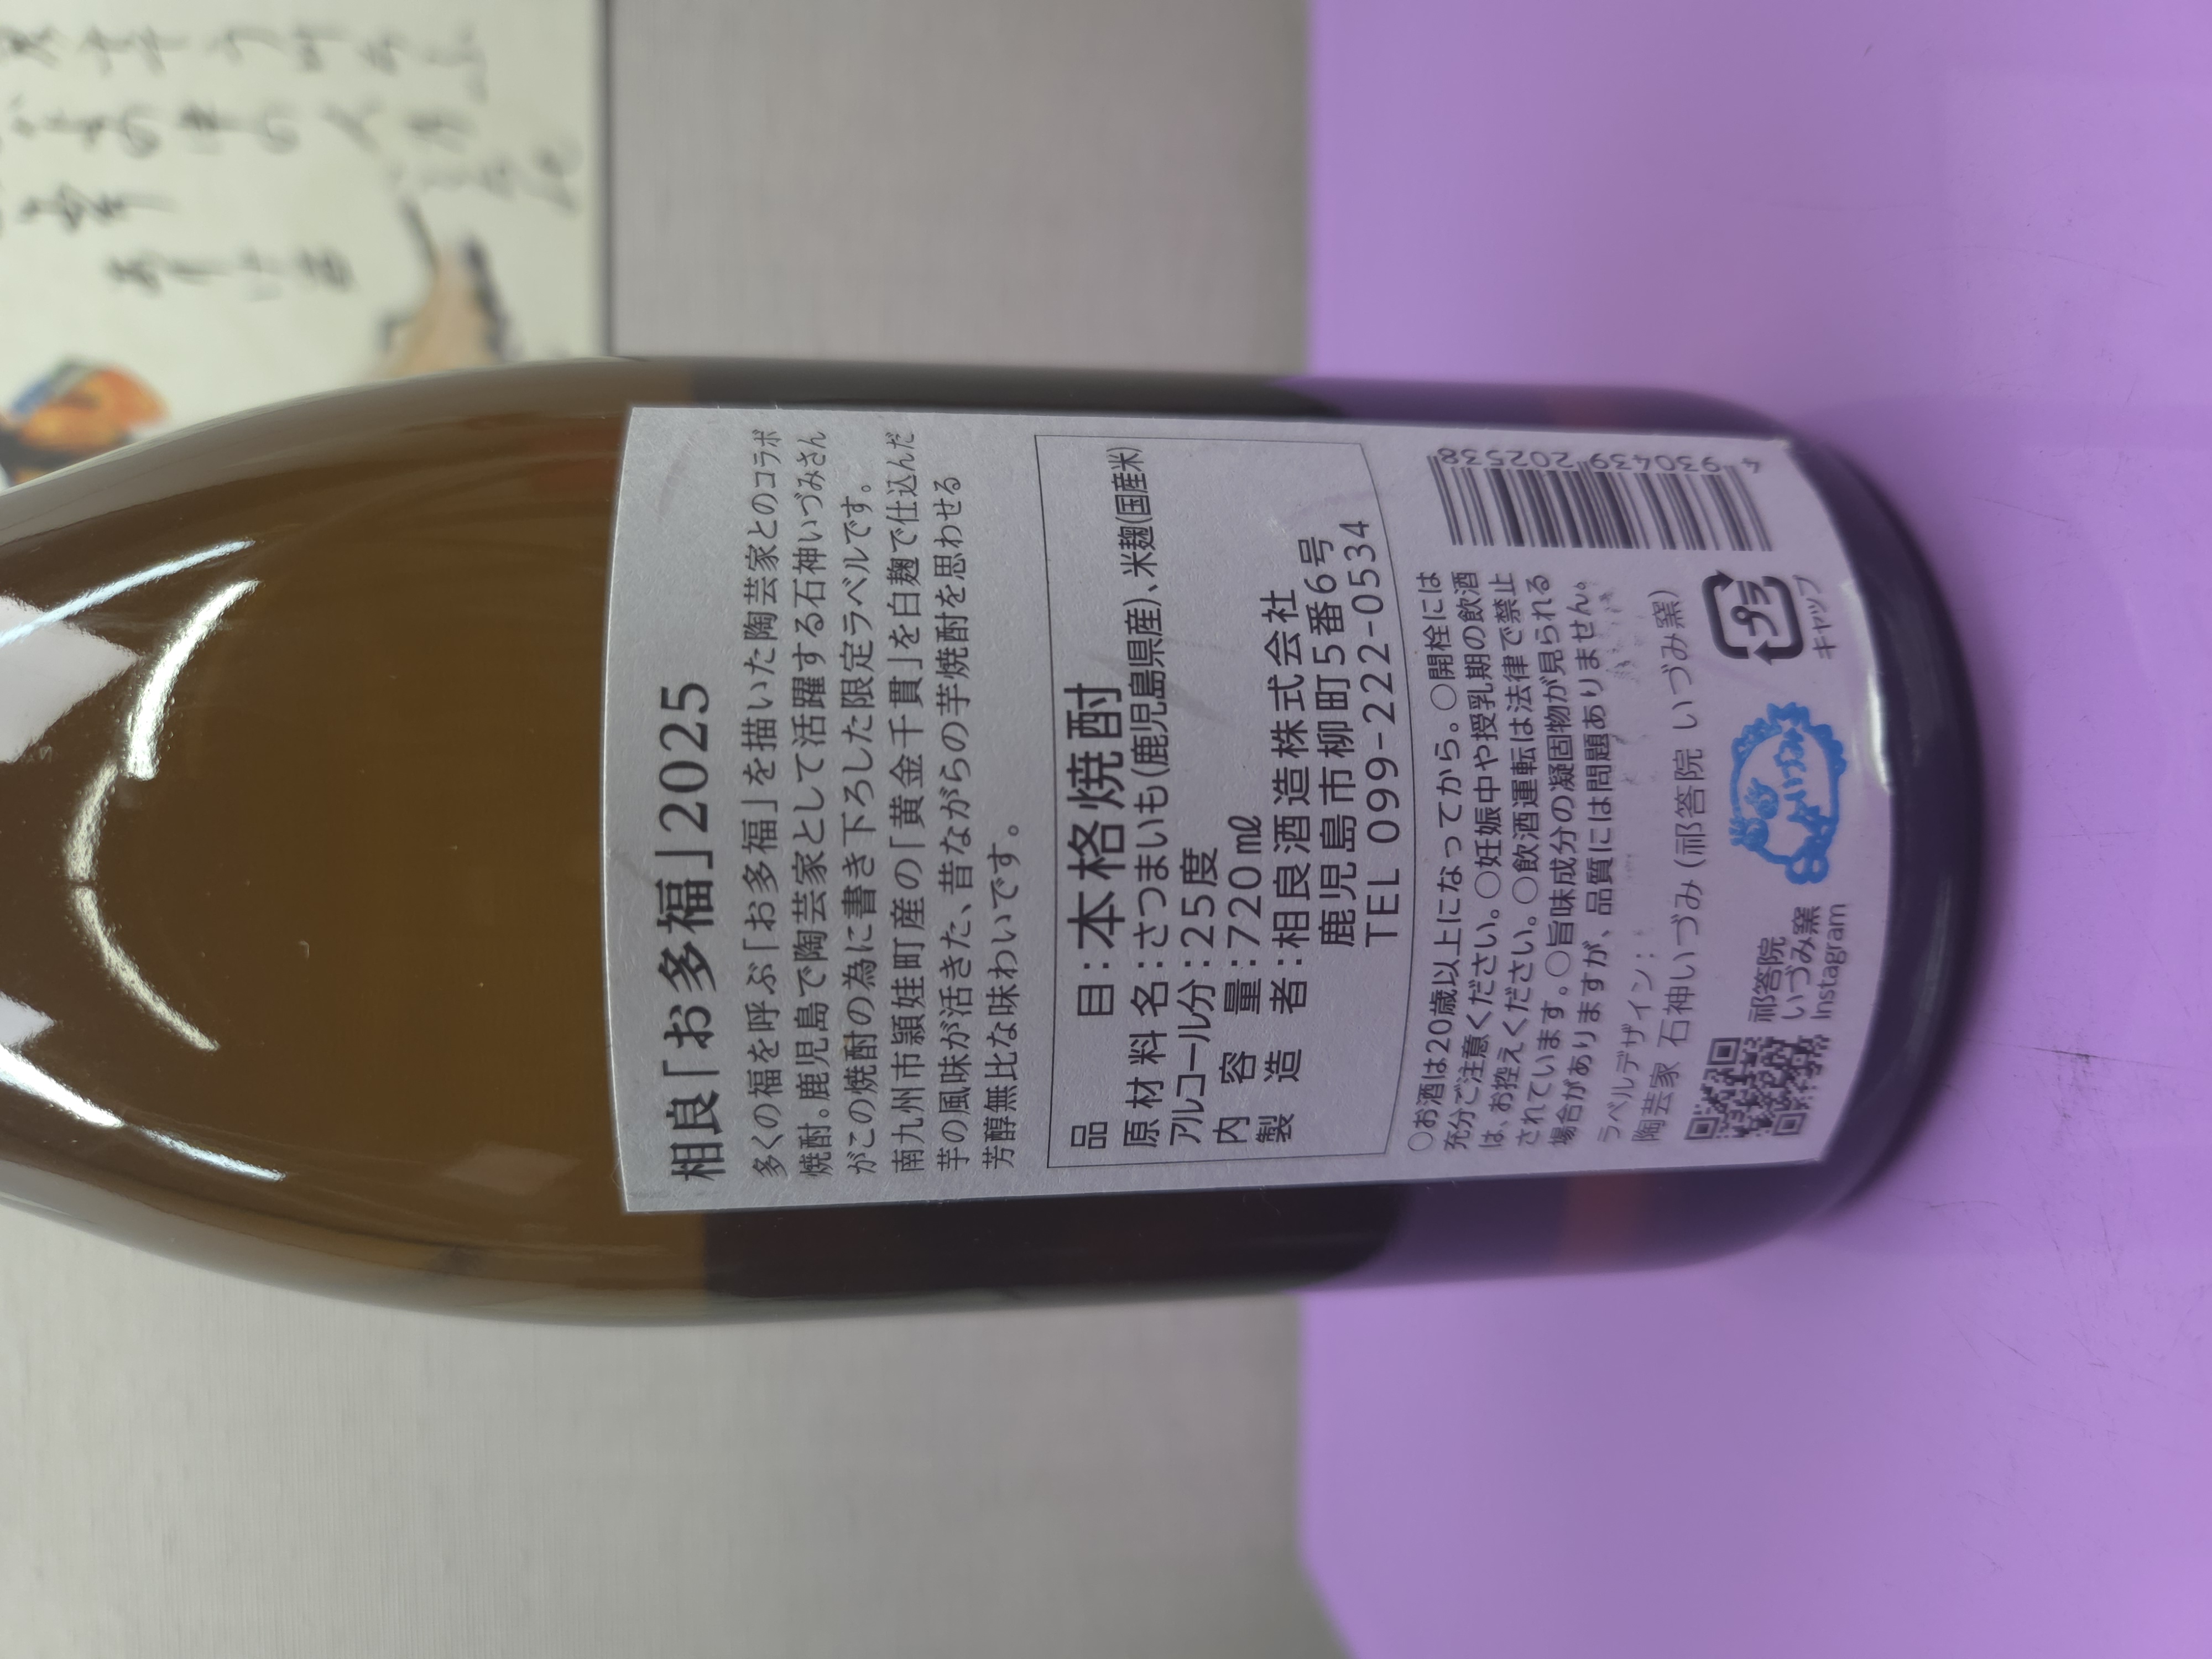 相良「お多福」2025
多くの福を呼ぶ「お多福」を描いた陶芸家とのコラボ
焼酎。鹿児島で陶芸家として活躍する石神いづみさん
がこの焼酎の為に書き下ろした限定ラベルです。
南九州市頴娃町産の「黄金千貫」を白麹で仕込んだ
芋の風味が活きた、昔ながらの芋焼酎を思わせる
芳醇無比な味わいです。
品目:本格焼酎
原材料名:さつまいも(鹿児島県産)、米麹(国産米)
アルコール分:25度
内容量:720㎖
製造者:相良酒造株式会社
鹿児島市柳町5番6号
TEL 099-222-0534
○お酒は20歳以上になってから。○開栓には
充分ご注意ください。○妊娠中や授乳期の飲酒
は、お控えください。○飲酒運転は法律で禁止
されています。○旨味成分の凝固物が見られる
場合がありますが、品質には問題ありません。
ラベルデザイン;
陶芸家 石神いづみ (祁答院 いづみ窯)
祁答院
いづみ窯
Instagram
いづみ
プラ
キャップ
4 930439 202538